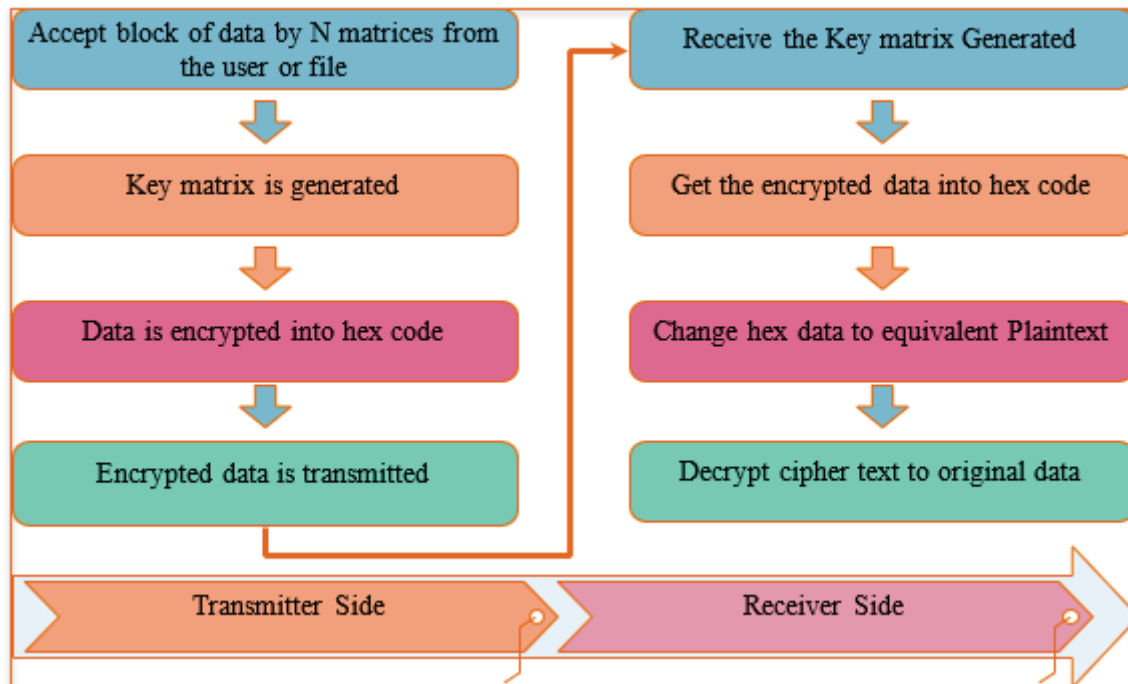 Accept block of data by N matrices from
the user or file
Key matrix is generated
Data is encrypted into hex code
Encrypted data is transmitted
Receive the Key matrix Generated
Get the encrypted data into hex code
Change hex data to equivalent Plaintext
Decrypt cipher text to original data
Transmitter Side
Receiver Side